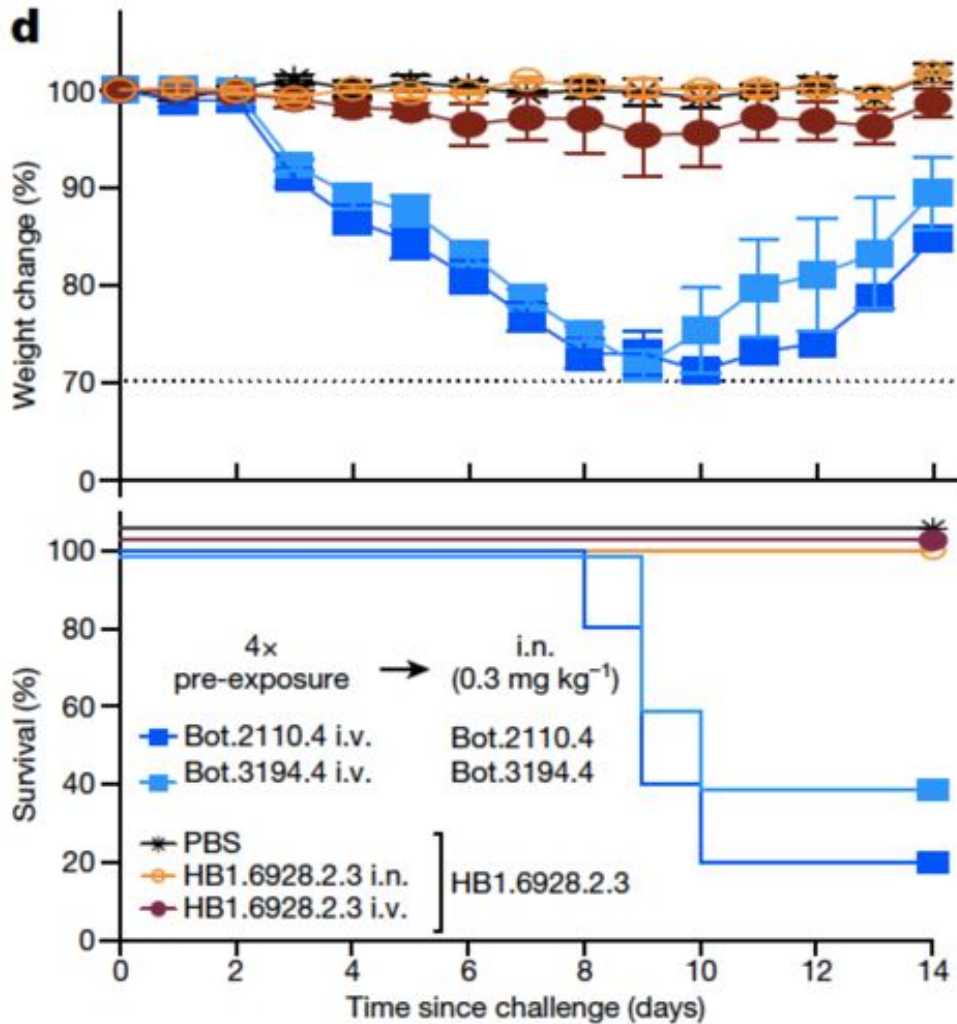 d
100
90
80
70
0
Weight change (%)
100
80
60
40
20
0
Survival (%)
4×
pre-exposure
i.n.
(0.3 mg kg⁻¹)
Bot.2110.4 i.v.
Bot.2110.4
Bot.3194.4 i.v.
Bot.3194.4
PBS
HB1.6928.2.3 i.n.
HB1.6928.2.3 i.v.
HB1.6928.2.3
0 2 4 6 8 10 12 14
Time since challenge (days)